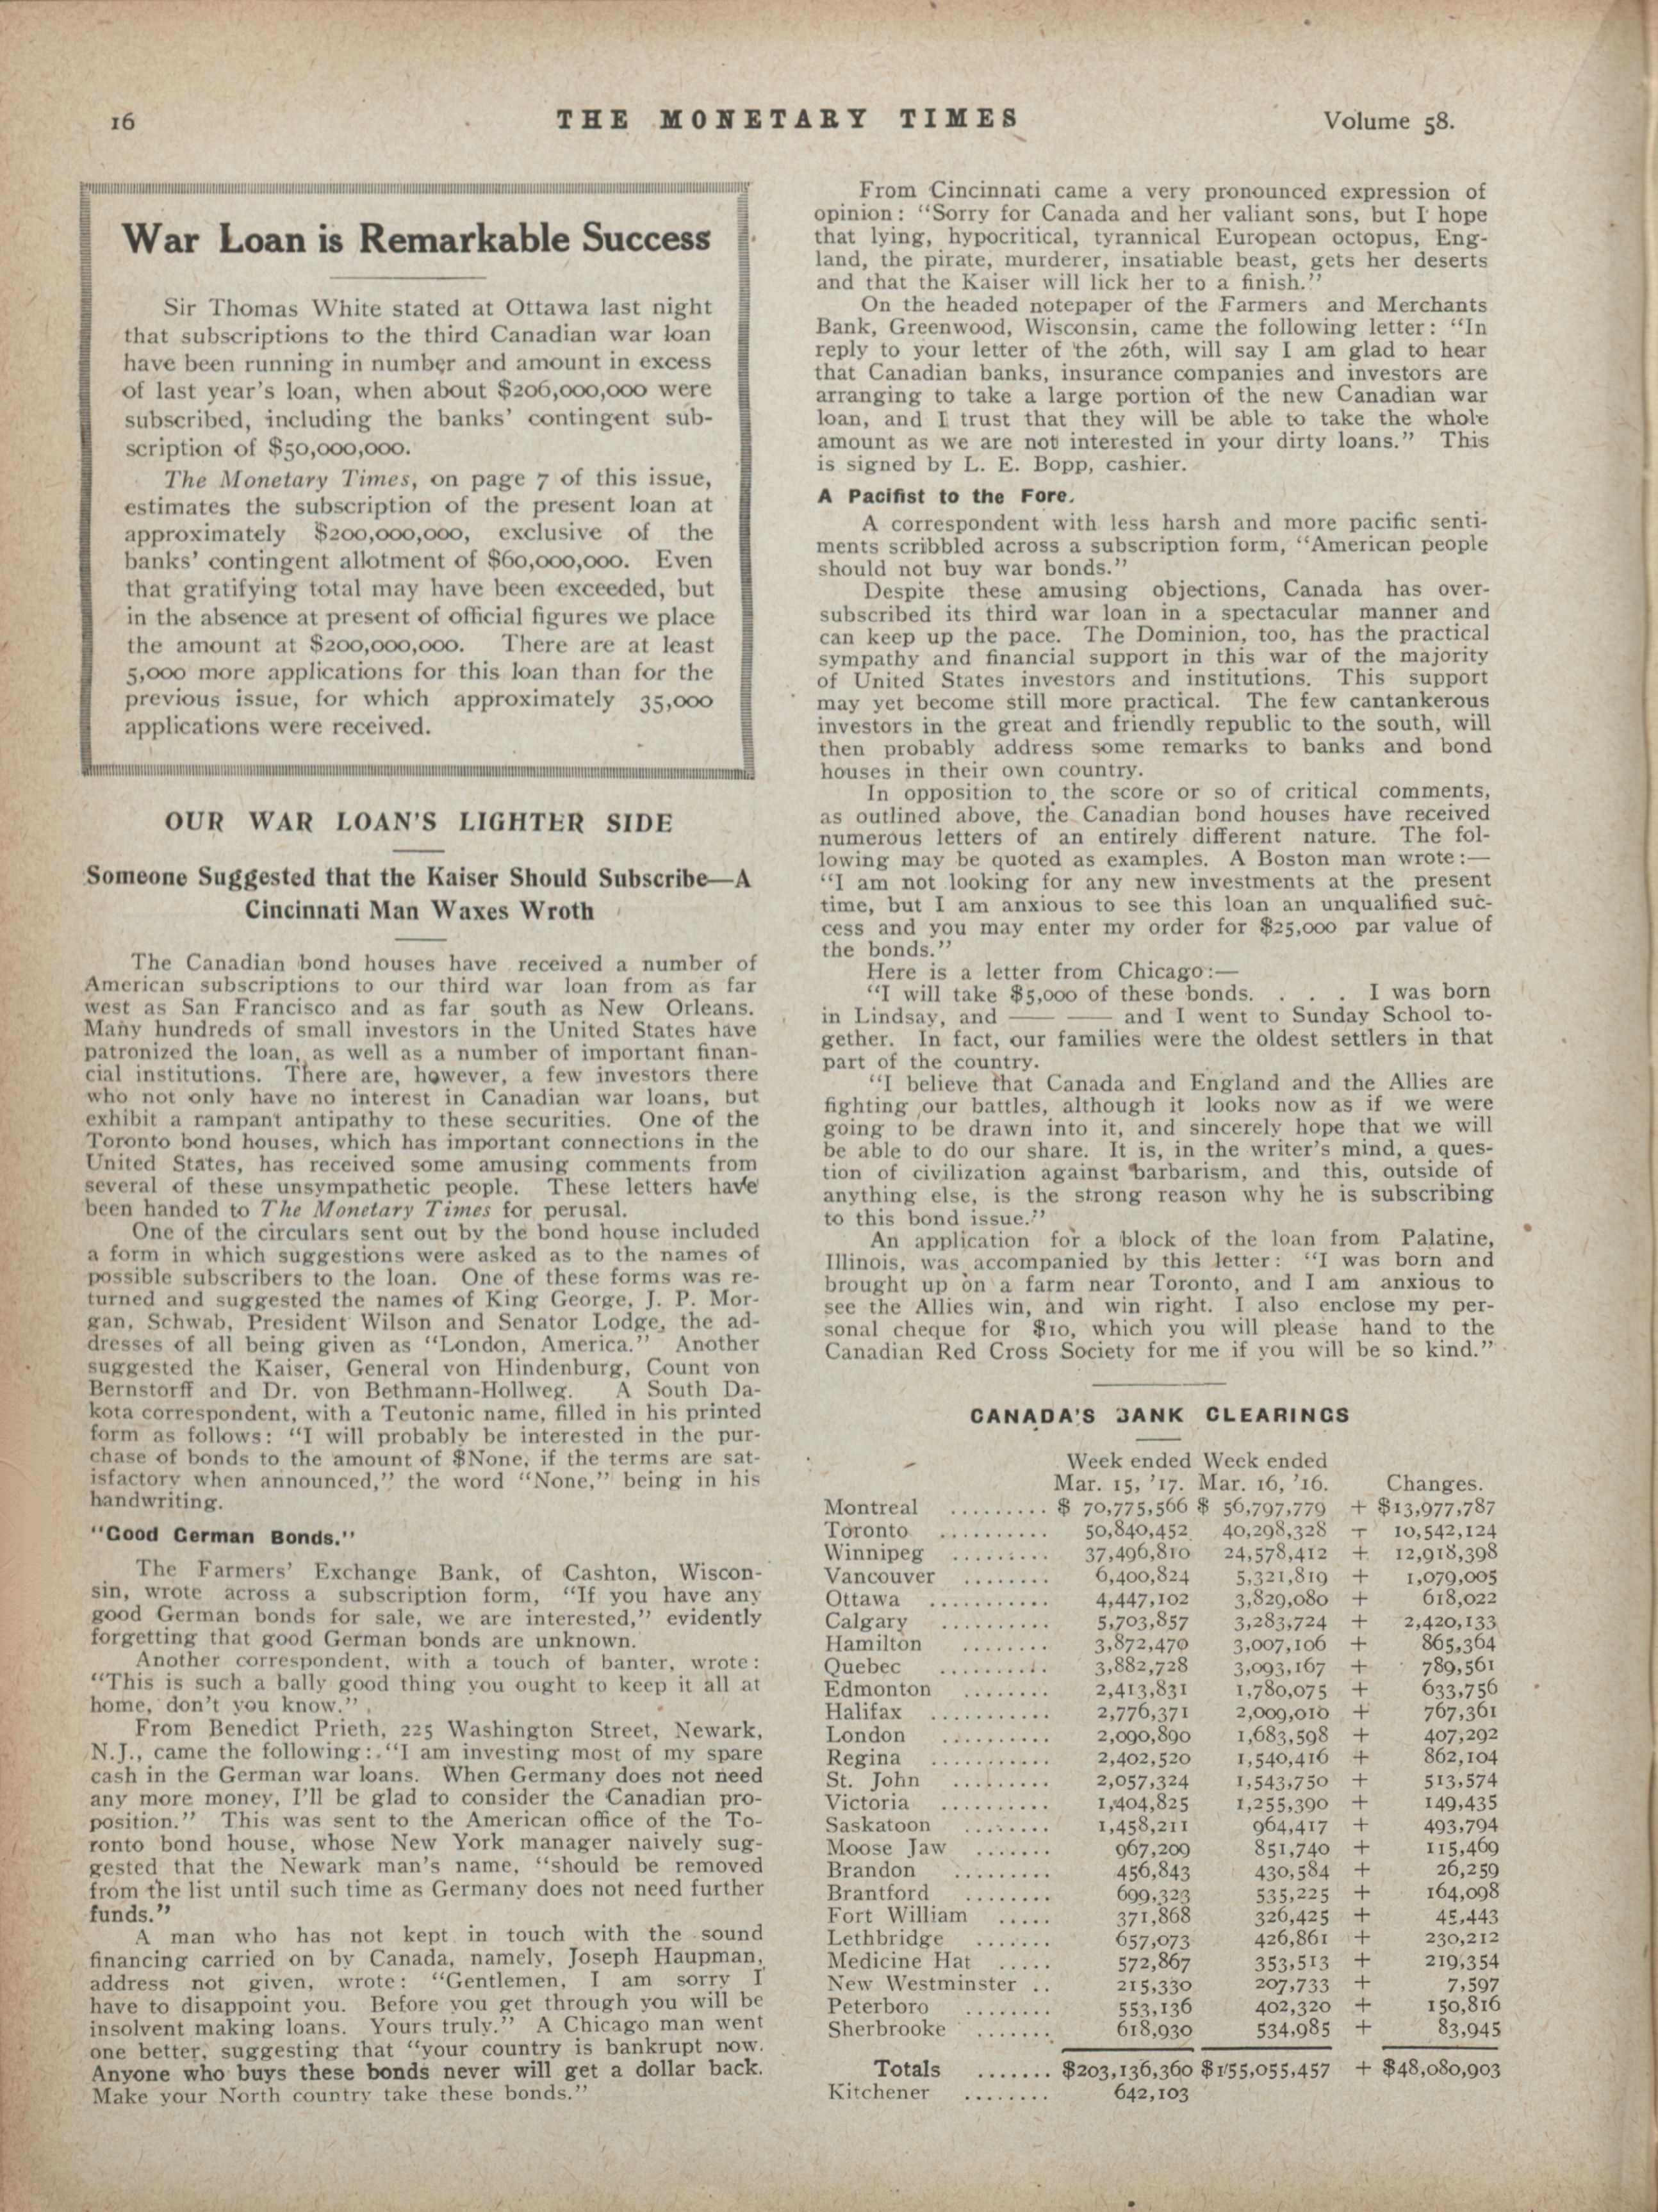 16
THE MONETARY TIMES
Volume 58.
War Loan is Remarkable Success
Sir Thomas White stated at Ottawa last night
that subscriptions to the third Canadian war loan
have been running in number and amount in excess
of last year's loan, when about $206,000,000 were
subscribed, including the banks' contingent sub-
scription of $50,000,000.
The Monetary Times, on page 7 of this issue,
estimates the subscription of the present loan at
approximately $200,000,000, exclusive of the
banks' contingent allotment of $60,000,000. Even
that gratifying total may have been exceeded, but
in the absence at present of official figures we place
the amount at $200,000,000. There are at least
5,000 more applications for this loan than for the
previous issue, for which approximately 35,000
applications were received.
OUR WAR LOAN'S LIGHTER SIDE
Someone Suggested that the Kaiser Should Subscribe—A
Cincinnati Man Waxes Wroth
The Canadian bond houses have received a number of
American subscriptions to our third war loan from as far
west as San Francisco and as far south as New Orleans.
Many hundreds of small investors in the United States have
patronized the loan, as well as a number of important finan-
cial institutions. There are, however, a few investors there
who not only have no interest in Canadian war loans, but
exhibit a rampant antipathy to these securities. One of the
Toronto bond houses, which has important connections in the
United States, has received some amusing comments from
several of these unsympathetic people. These letters have
been handed to The Monetary Times for perusal.
One of the circulars sent out by the bond house included
a form in which suggestions were asked as to the names of
possible subscribers to the loan. One of these forms was re-
turned and suggested the names of King George, J. P. Mor-
gan, Schwab, President Wilson and Senator Lodge, the ad-
dresses of all being given as "London, America." Another
suggested the Kaiser, General von Hindenburg, Count von
Bernstorff and Dr. von Bethmann-Hollweg. A South Da-
kota correspondent, with a Teutonic name, filled in his printed
form as follows: "I will probably be interested in the pur-
chase of bonds to the amount of $None, if the terms are sat-
isfactory when announced," the word "None," being in his
handwriting.
"Good German Bonds."
The Farmers' Exchange Bank, of Cashton, Wiscon-
sin, wrote across a subscription form, "If you have any
good German bonds for sale, we are interested," evidently
forgetting that good German bonds are unknown.
Another correspondent, with a touch of banter, wrote:
"This is such a bally good thing you ought to keep it all at
home, don't you know."
From Benedict Prieth, 225 Washington Street, Newark,
N.J., came the following: "I am investing most of my spare
cash in the German war loans. When Germany does not need
any more money, I'll be glad to consider the Canadian pro-
position." This was sent to the American office of the To-
ronto bond house, whose New York manager naively sug-
gested that the Newark man's name, "should be removed
from the list until such time as Germany does not need further
funds."
A man who has not kept in touch with the sound
financing carried on by Canada, namely, Joseph Haupman,
address not given, wrote: "Gentlemen, I am sorry I
have to disappoint you. Before you get through you will be
insolvent making loans. Yours truly." A Chicago man went
one better, suggesting that "your country is bankrupt now.
Anyone who buys these bonds never will get a dollar back.
Make your North country take these bonds."
From Cincinnati came a very pronounced expression of
opinion: "Sorry for Canada and her valiant sons, but I hope
that lying, hypocritical, tyrannical European octopus, Eng-
land, the pirate, murderer, insatiable beast, gets her deserts
and that the Kaiser will lick her to a finish."
On the headed notepaper of the Farmers and Merchants
Bank, Greenwood, Wisconsin, came the following letter: "In
reply to your letter of the 26th, will say I am glad to hear
that Canadian banks, insurance companies and investors are
arranging to take a large portion of the new Canadian war
loan, and I trust that they will be able to take the whole
amount as we are not interested in your dirty loans." This
is signed by L. E. Bopp, cashier.
A Pacifist to the Fore.
A correspondent with less harsh and more pacific senti-
ments scribbled across a subscription form, "American people
should not buy war bonds."
Despite these amusing objections, Canada has over-
subscribed its third war loan in a spectacular manner and
can keep up the pace. The Dominion, too, has the practical
sympathy and financial support in this war of the majority
of United States investors and institutions. This support
may yet become still more practical. The few cantankerous
investors in the great and friendly republic to the south, will
then probably address some remarks to banks and bond
houses in their own country.
In opposition to the score or so of critical comments,
as outlined above, the Canadian bond houses have received
numerous letters of an entirely different nature. The fol-
lowing may be quoted as examples. A Boston man wrote:—
"I am not looking for any new investments at the present
time, but I am anxious to see this loan an unqualified suc-
cess and you may enter my order for $25,000 par value of
the bonds."
Here is a letter from Chicago:—
"I will take $5,000 of these bonds. . . . I was born
in Lindsay, and —— —— and I went to Sunday School to-
gether. In fact, our families were the oldest settlers in that
part of the country.
"I believe that Canada and England and the Allies are
fighting our battles, although it looks now as if we were
going to be drawn into it, and sincerely hope that we will
be able to do our share. It is, in the writer's mind, a ques-
tion of civilization against barbarism, and this, outside of
anything else, is the strong reason why he is subscribing
to this bond issue."
An application for a block of the loan from Palatine,
Illinois, was accompanied by this letter: "I was born and
brought up on a farm near Toronto, and I am anxious to
see the Allies win, and win right. I also enclose my per-
sonal cheque for $10, which you will please hand to the
Canadian Red Cross Society for me if you will be so kind."
CANADA'S BANK CLEARINGS
Week ended Week ended
Mar. 15, '17. Mar. 16, '16. Changes.
Montreal ......... $ 70,775,566 $ 56,797,779 + $13,977,787
Toronto .......... 50,840,452 40,298,328 + 10,542,124
Winnipeg ......... 37,496,810 24,578,412 + 12,918,398
Vancouver ........ 6,400,824 5,321,819 + 1,079,005
Ottawa ........... 4,447,102 3,829,080 + 618,022
Calgary .......... 5,703,857 3,283,724 + 2,420,133
Hamilton ........ 3,872,470 3,007,106 + 865,364
Quebec .......... 3,882,728 3,093,167 + 789,561
Edmonton ........ 2,413,831 1,780,075 + 633,756
Halifax ........... 2,776,371 2,009,010 + 767,361
London .......... 2,090,890 1,683,598 + 407,292
Regina ........... 2,402,520 1,540,416 + 862,104
St. John ......... 2,057,324 1,543,750 + 513,574
Victoria .......... 1,404,825 1,255,390 + 149,435
Saskatoon ........ 1,458,211 964,417 + 493,794
Moose Jaw ....... 967,209 851,740 + 115,469
Brandon ......... 456,843 430,584 + 26,259
Brantford ........ 699,323 535,225 + 164,098
Fort William ..... 371,868 326,425 + 45,443
Lethbridge ....... 657,073 426,861 + 230,212
Medicine Hat ..... 572,867 353,513 + 219,354
New Westminster .. 215,330 207,733 + 7,597
Peterboro ........ 553,136 402,320 + 150,816
Sherbrooke ....... 618,930 534,985 + 83,945
Totals ....... $203,136,360 $155,055,457 + $48,080,903
Kitchener ........ 642,103